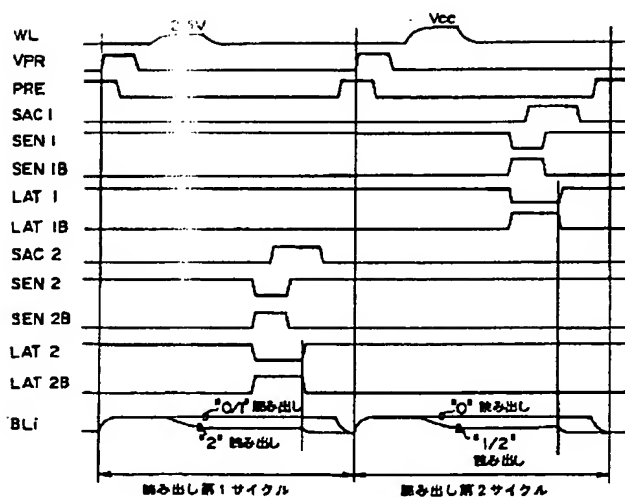 WL
Vcc
VPR
PRE
SAC 1
SEN 1
SEN 1B
LAT 1
LAT 1B
SAC 2
SEN 2
SEN 2B
LAT 2
LAT 2B
BLi
"0/1" 読み出し
"2" 読み出し
"0" 読み出し
"1/2" 読み出し
読み出し第1サイクル
読み出し第2サイクル